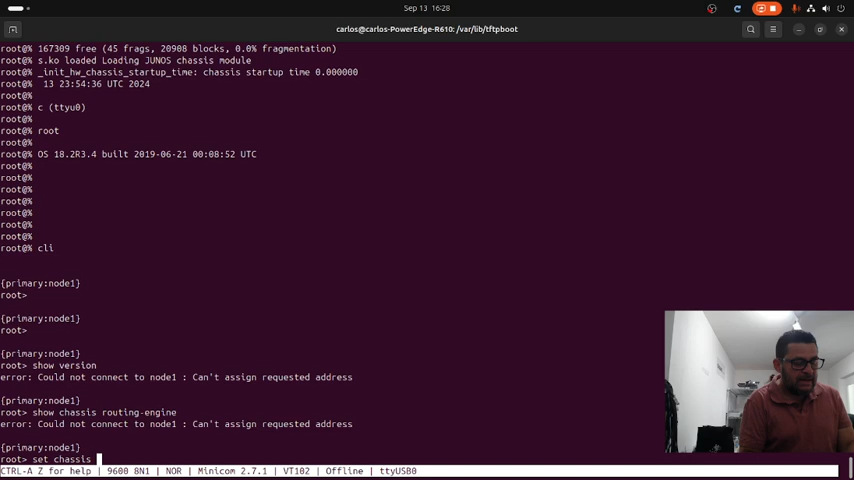 Sep 13 16:28
carlos@carlos-PowerEdge-R610: /var/lib/tftpboot
root@% 167309 free (45 frags, 20908 blocks, 0.0% fragmentation)
root@% s.ko loaded Loading JUNOS chassis module
root@% _init_hw_chassis_startup_time: chassis startup time 0.000000
root@%  13 23:54:36 UTC 2024
root@%
root@% c (ttyu0)
root@%
root@% root
root@%
root@% OS 18.2R3.4 built 2019-06-21 00:08:52 UTC
root@%
root@%
root@%
root@%
root@%
root@%
root@%
root@% cli
{primary:node1}
root>
{primary:node1}
root>
{primary:node1}
root> show version
error: Could not connect to node1 : Can't assign requested address
{primary:node1}
root> show chassis routing-engine
error: Could not connect to node1 : Can't assign requested address
{primary:node1}
root> set chassis
CTRL-A Z for help | 9600 8N1 | NOR | Minicom 2.7.1 | VT102 | Offline | ttyUSB0